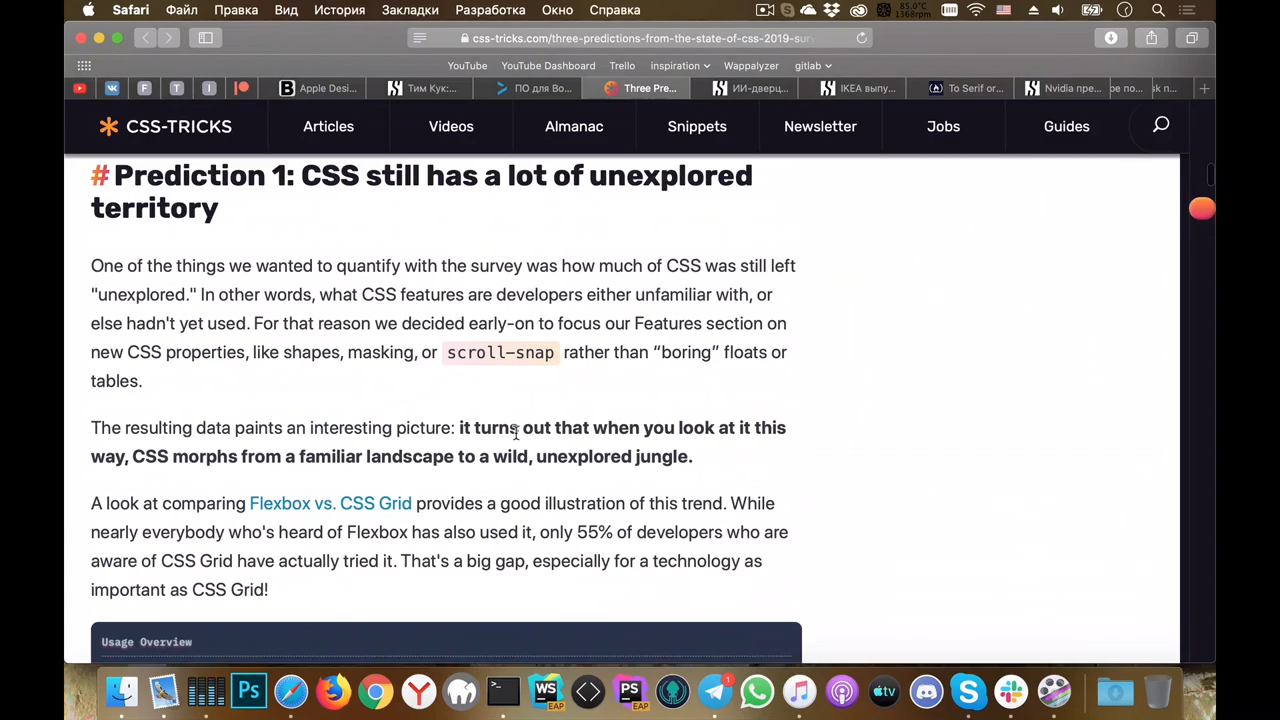 Safari Файл Правка Вид История Закладки Разработка Окно Справка
85.0°C
1368rpm
css-tricks.com/three-predictions-from-the-state-of-css-2019-sur
YouTube YouTube Dashboard Trello inspiration Wappalyzer gitlab
F T I B Apple Desi... Тим Кук:... ПО для Во... Three Pre... ИИ-дверц... IKEA выпу... To Serif or... Nvidia пре...
CSS-TRICKS Articles Videos Almanac Snippets Newsletter Jobs Guides
# Prediction 1: CSS still has a lot of unexplored
territory
One of the things we wanted to quantify with the survey was how much of CSS was still left
"unexplored." In other words, what CSS features are developers either unfamiliar with, or
else hadn't yet used. For that reason we decided early-on to focus our Features section on
new CSS properties, like shapes, masking, or scroll-snap rather than “boring” floats or
tables.
The resulting data paints an interesting picture: it turns out that when you look at it this
way, CSS morphs from a familiar landscape to a wild, unexplored jungle.
A look at comparing Flexbox vs. CSS Grid provides a good illustration of this trend. While
nearly everybody who's heard of Flexbox has also used it, only 55% of developers who are
aware of CSS Grid have actually tried it. That's a big gap, especially for a technology as
important as CSS Grid!
Usage Overview
Ps WS EAP PS EAP 1 tv